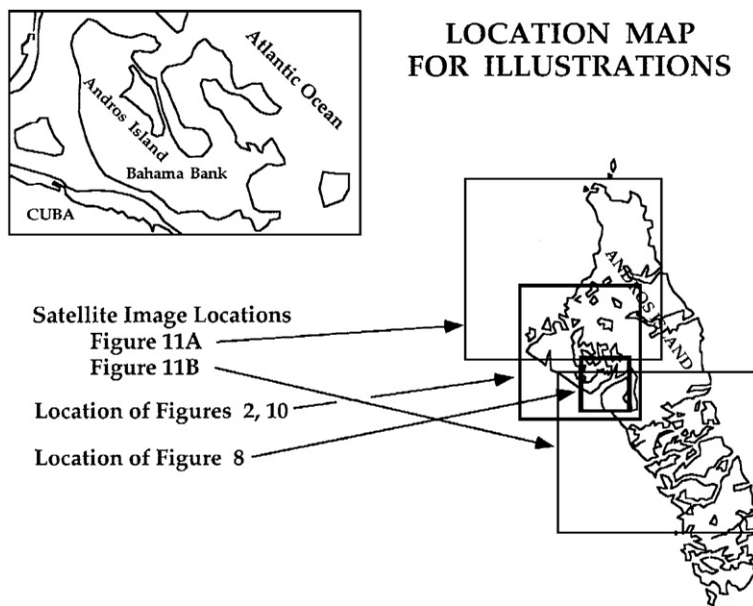 LOCATION MAP
FOR ILLUSTRATIONS
Atlantic Ocean
Andros Island
Bahama Bank
CUBA
ANDROS ISLAND
Satellite Image Locations
Figure 11A
Figure 11B
Location of Figures 2, 10
Location of Figure 8